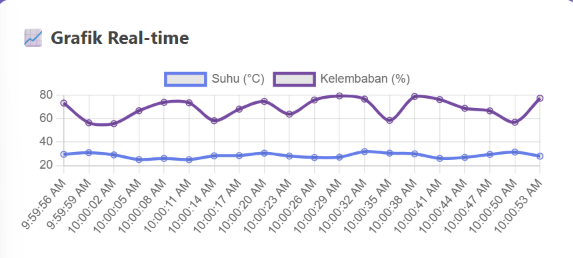 📈 Grafik Real-time
Suhu (°C) Kelembaban (%)
80
60
40
20
9:59:56 AM
9:59:59 AM
10:00:02 AM
10:00:05 AM
10:00:08 AM
10:00:11 AM
10:00:14 AM
10:00:17 AM
10:00:20 AM
10:00:23 AM
10:00:26 AM
10:00:29 AM
10:00:32 AM
10:00:35 AM
10:00:38 AM
10:00:41 AM
10:00:44 AM
10:00:47 AM
10:00:50 AM
10:00:53 AM